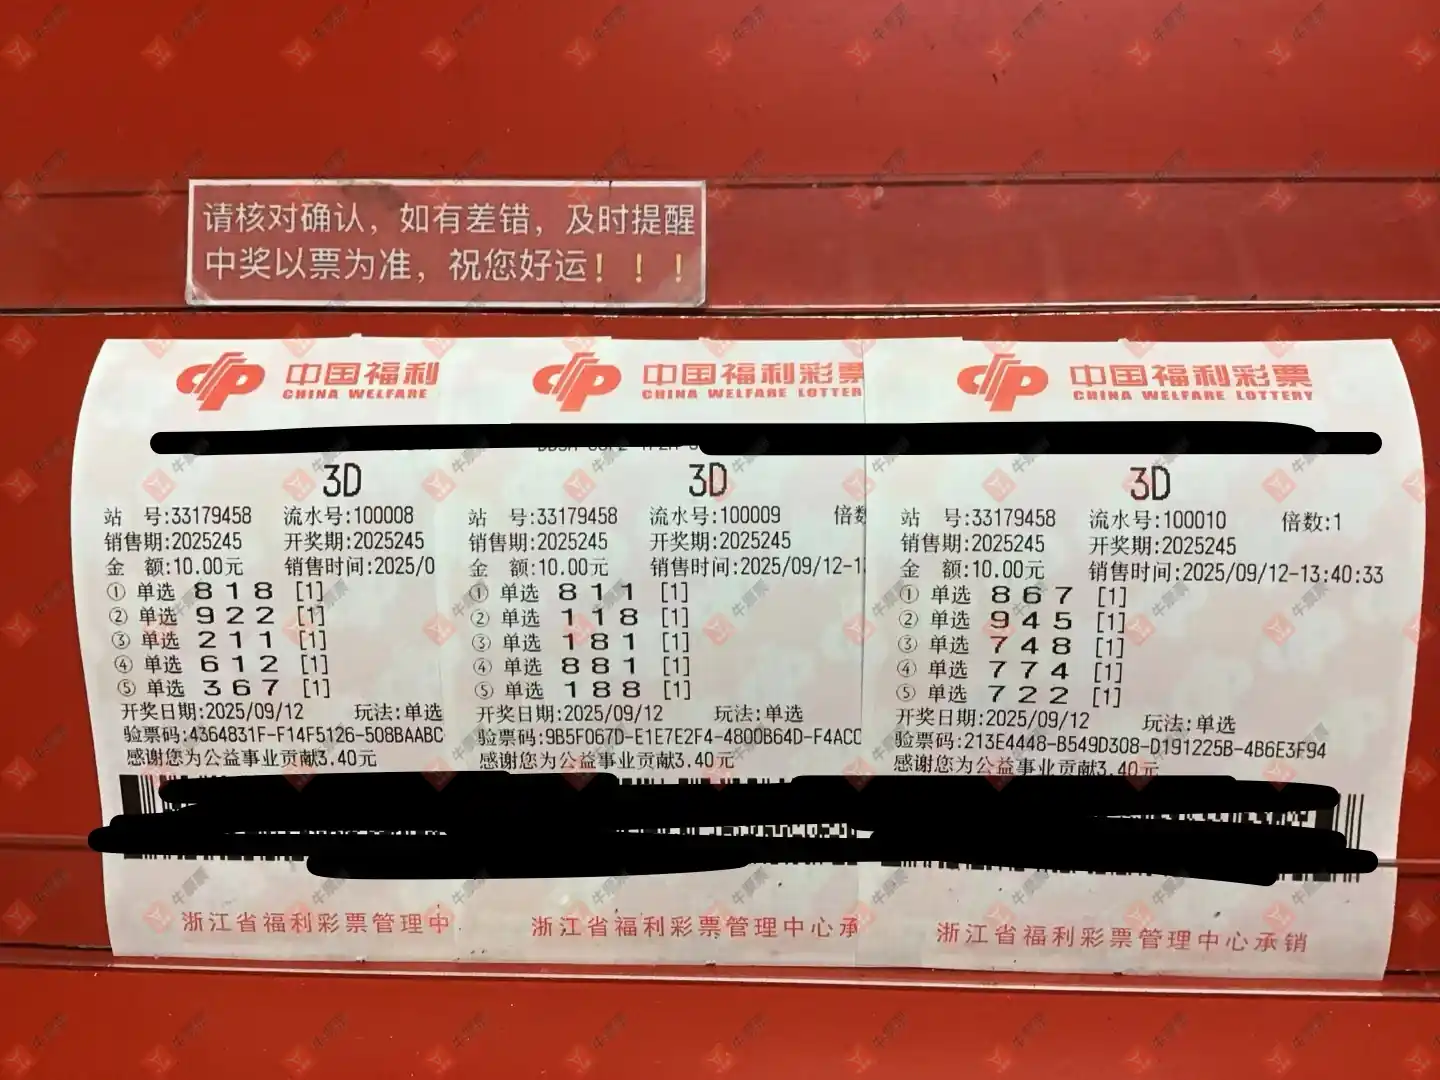 请核对确认，如有差错，及时提醒
中奖以票为准，祝您好运！！！
中国福利
CHINA WELFARE
3D
站 号:33179458 流水号:100008
销售期:2025245 开奖期:2025245
金 额:10.00元 销售时间:2025/0
① 单选 8 1 8 [1]
② 单选 9 2 2 [1]
③ 单选 2 1 1 [1]
④ 单选 6 1 2 [1]
⑤ 单选 3 6 7 [1]
开奖日期:2025/09/12 玩法:单选
验票码:4364831F-F14F5126-508BAABC
感谢您为公益事业贡献3.40元
浙江省福利彩票管理中
中国福利彩票
CHINA WELFARE LOTTER
3D
站 号:33179458 流水号:100009 倍数
销售期:2025245 开奖期:2025245
金 额:10.00元 销售时间:2025/09/12-1
① 单选 8 1 1 [1]
② 单选 1 1 8 [1]
③ 单选 1 8 1 [1]
④ 单选 8 8 1 [1]
⑤ 单选 1 8 8 [1]
开奖日期:2025/09/12 玩法:单选
验票码:9B5F067D-E1E7E2F4-4800B64D-F4ACC
感谢您为公益事业贡献3.40元
浙江省福利彩票管理中心承
中国福利彩票
CHINA WELFARE LOTTERY
3D
站 号:33179458 流水号:100010 倍数:1
销售期:2025245 开奖期:2025245
金 额:10.00元 销售时间:2025/09/12-13:40:33
① 单选 8 6 7 [1]
② 单选 9 4 5 [1]
③ 单选 7 4 8 [1]
④ 单选 7 7 4 [1]
⑤ 单选 7 2 2 [1]
开奖日期:2025/09/12 玩法:单选
验票码:213E4448-B549D308-D191225B-4B6E3F94
感谢您为公益事业贡献3.40元
浙江省福利彩票管理中心承销
牛票票